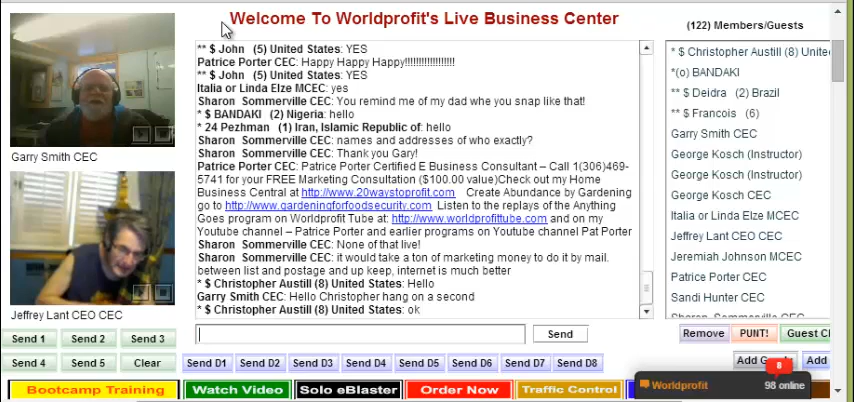 Welcome To Worldprofit's Live Business Center
(122) Members/Guests
** $ John (5) United States: YES
Patrice Porter CEC: Happy Happy Happy!!!!!!!!!!!!!!!!!!!
** $ John (5) United States: YES
Italia or Linda Elze MCEC: yes
Sharon Sommerville CEC: You remind me of my dad whe you snap like that!
* $ BANDAKI (2) Nigeria: hello
* 24 Pezhman (1) Iran, Islamic Republic of: hello
Sharon Sommerville CEC: names and addresses of who exactly?
Sharon Sommerville CEC: Thank you Gary!
Patrice Porter CEC: Patrice Porter Certified E Business Consultant – Call 1(306)469-
5741 for your FREE Marketing Consultation ($100.00 value)Check out my Home
Business Central at http://www.20waystoprofit.com Create Abundance by Gardening
go to http://www.gardeningforfoodsecurity.com Listen to the replays of the Anything
Goes program on Worldprofit Tube at: http://www.worldprofittube.com and on my
Youtube channel – Patrice Porter and earlier programs on Youtube channel Pat Porter
Sharon Sommerville CEC: None of that live!
Sharon Sommerville CEC: it would take a ton of marketing money to do it by mail.
between list and postage and up keep, internet is much better
* $ Christopher Austill (8) United States: Hello
Garry Smith CEC: Hello Christopher hang on a second
* $ Christopher Austill (8) United States: ok
* $ Christopher Austill (8) Unite
*(o) BANDAKI
** $ Deidra (2) Brazil
** $ Francois (6)
Garry Smith CEC
George Kosch (Instructor)
George Kosch (Instructor)
George Kosch CEC
Italia or Linda Elze MCEC
Jeffrey Lant CEO CEC
Jeremiah Johnson MCEC
Patrice Porter CEC
Sandi Hunter CEC
Sharon Sommerville CEC
Garry Smith CEC
Jeffrey Lant CEO CEC
Send 1 Send 2 Send 3
Send 4 Send 5 Clear
Send
Send D1 Send D2 Send D3 Send D4 Send D5 Send D6 Send D7 Send D8
Remove PUNT! Guest C
Add Add
Bootcamp Training Watch Video Solo eBlaster Order Now Traffic Control
8
Worldprofit 98 online